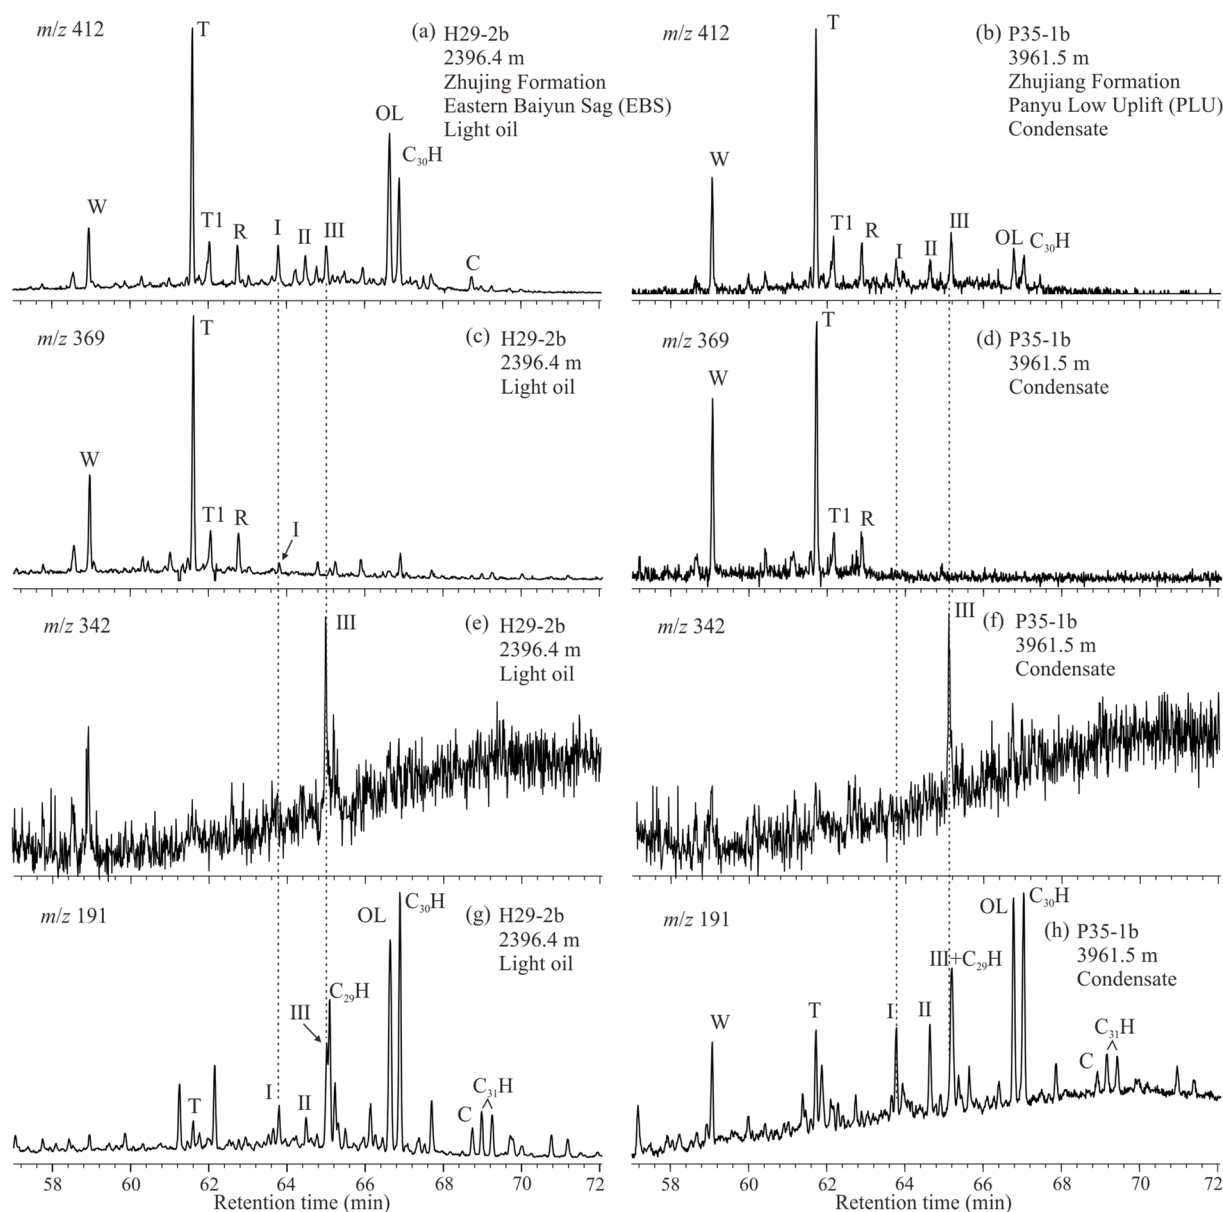 m/z 412
T
(a) H29-2b
2396.4 m
Zhujing Formation
Eastern Baiyun Sag (EBS)
Light oil
OL
C30H
W
T1
R
I
II
III
C
58 60 62 64 66 68 70 72
m/z 412
T
(b) P35-1b
3961.5 m
Zhujiang Formation
Panyu Low Uplift (PLU)
Condensate
W
T1
R
I
II
III
OL
C30H
m/z 369
T
(c) H29-2b
2396.4 m
Light oil
W
T1
R
I
m/z 369
T
(d) P35-1b
3961.5 m
Condensate
W
T1
R
m/z 342
III
(e) H29-2b
2396.4 m
Light oil
m/z 342
III
(f) P35-1b
3961.5 m
Condensate
m/z 191
OL
C30H
(g) H29-2b
2396.4 m
Light oil
C29H
III
T
I
II
C
C31H
Retention time (min)
m/z 191
OL
C30H
(h) P35-1b
3961.5 m
Condensate
III+C29H
W
T
I
II
C
C31H
58 60 62 64 66 68 70 72
Retention time (min)